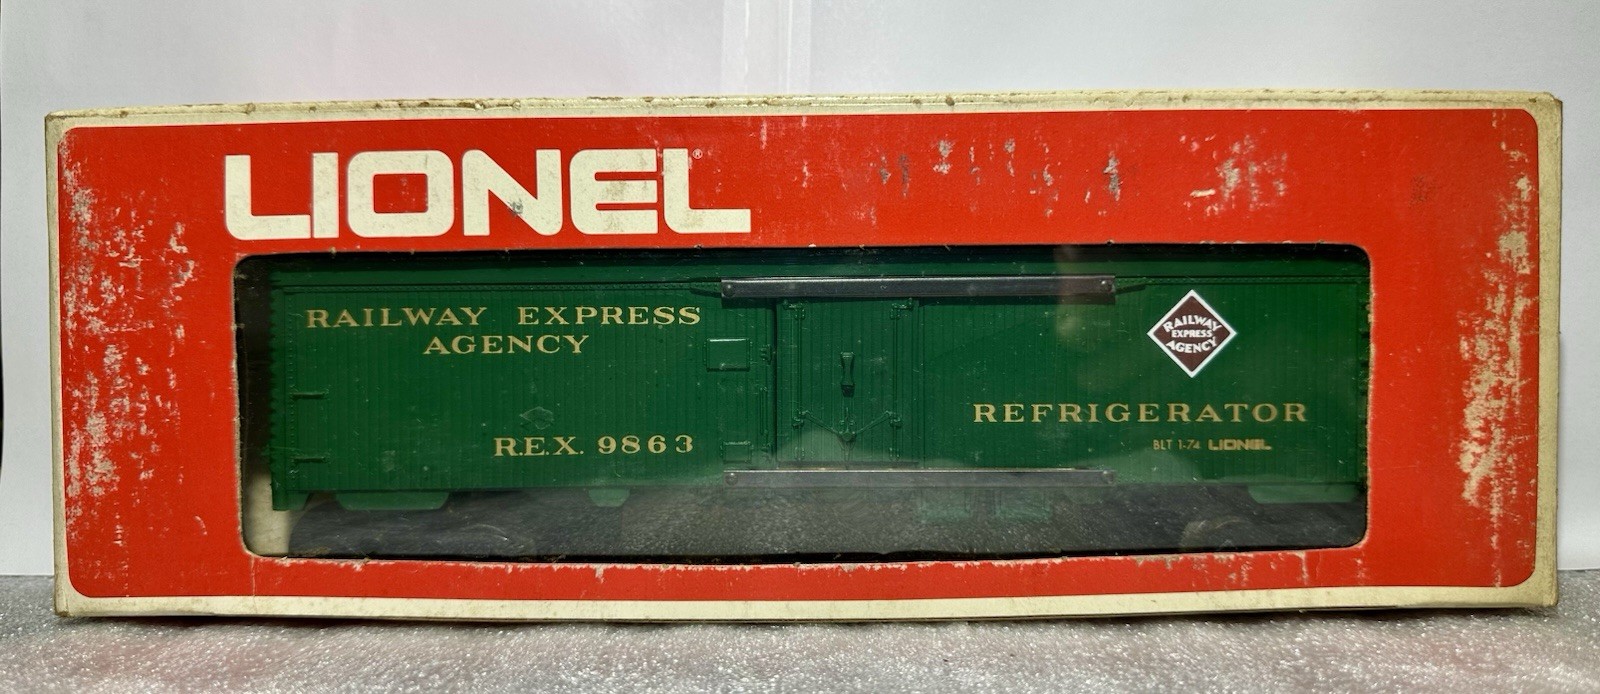 LIONEL®
RAILWAY EXPRESS
AGENCY
R.E.X. 9863
RAILWAY
EXPRESS
AGENCY
REFRIGERATOR
BLT 1-74 LIONEL